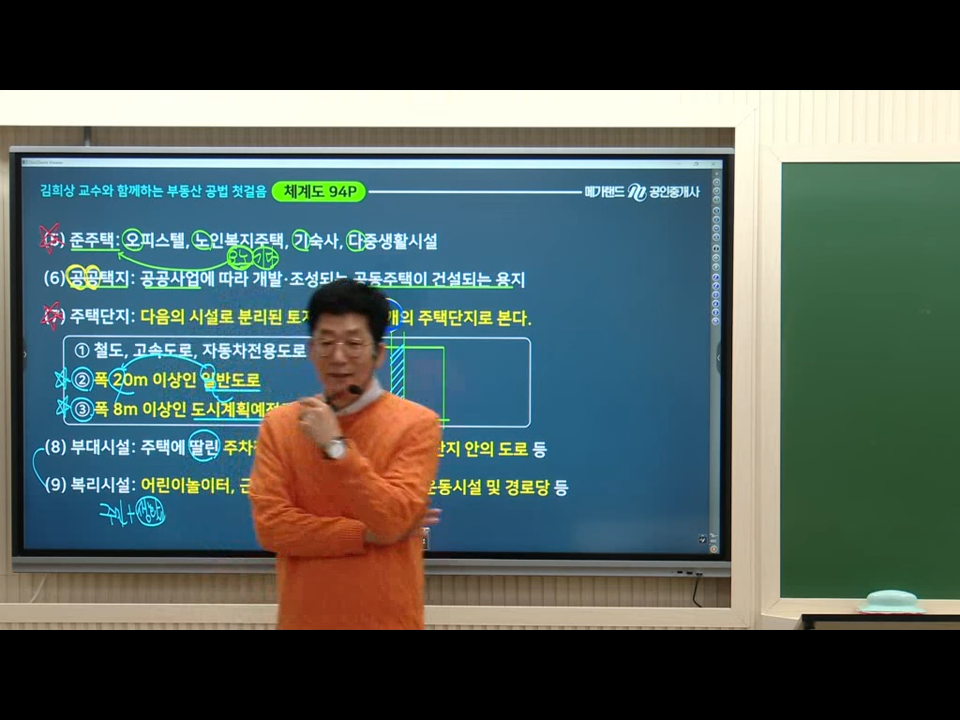 김희상 교수와 함께하는 부동산 공법 첫걸음 체계도 94P 메가랜드 공인중개사
(5) 준주택: 오피스텔, 노인복지주택, 기숙사, 다중생활시설
오노 기다
(6) 공공택지: 공공사업에 따라 개발·조성되는 공동주택이 건설되는 용지
(7) 주택단지: 다음의 시설로 분리된 토지 개의 주택단지로 본다.
① 철도, 고속도로, 자동차전용도로
② 폭 20m 이상인 일반도로
③ 폭 8m 이상인 도시계획예정
(8) 부대시설: 주택에 딸린 주차 단지 안의 도로 등
(9) 복리시설: 어린이놀이터, 근 운동시설 및 경로당 등